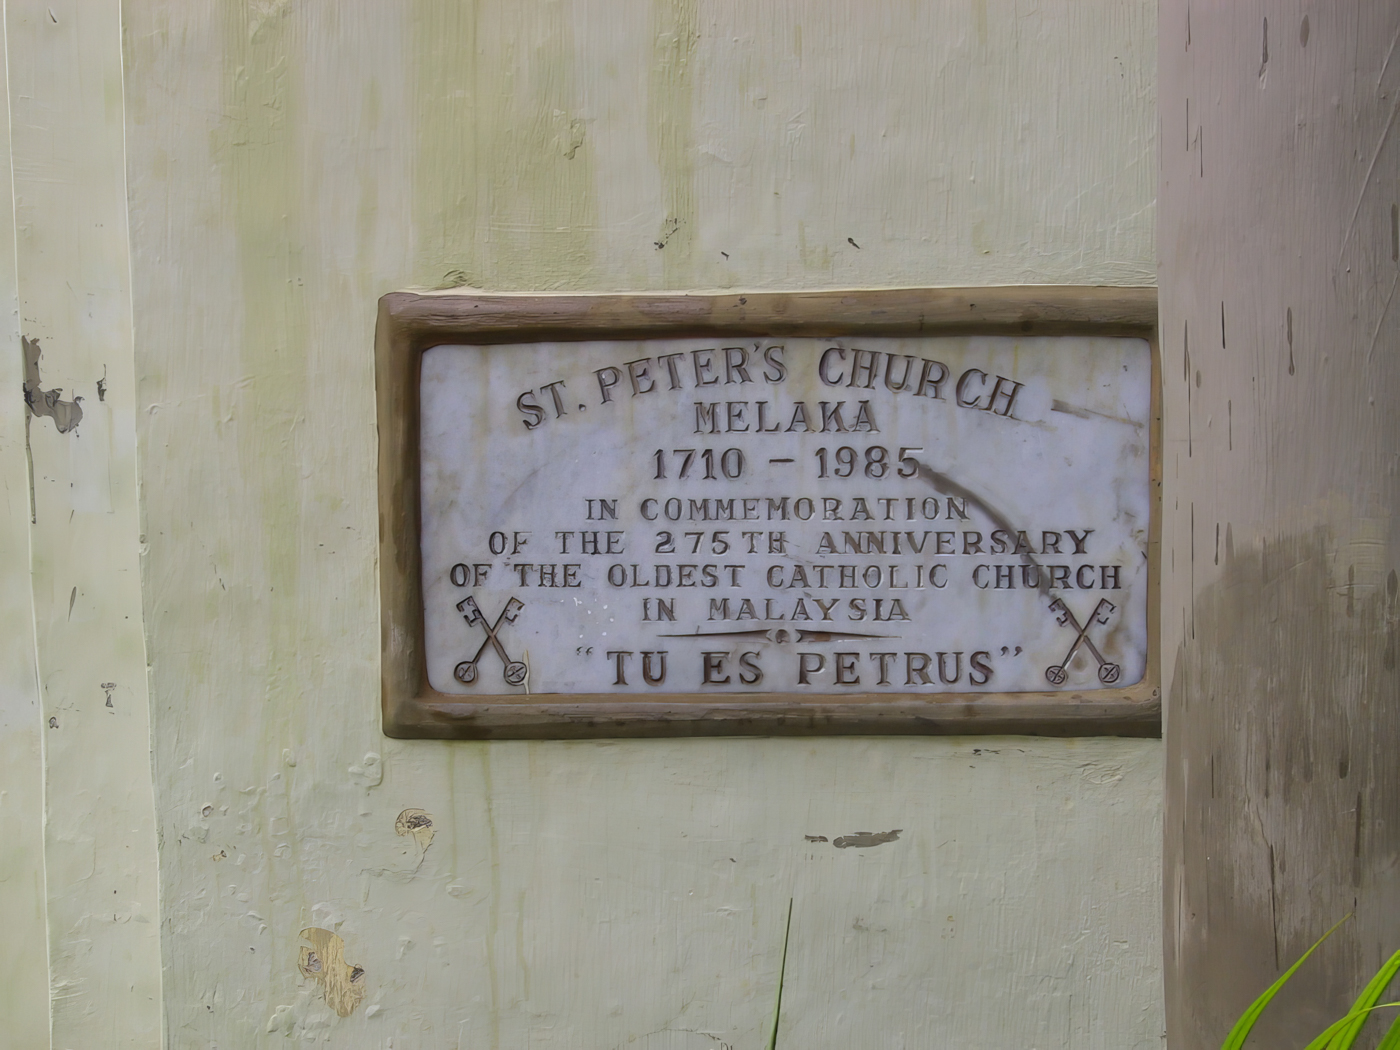 ST. PETER'S CHURCH
MELAKA
1710 - 1985
IN COMMEMORATION
OF THE 275TH ANNIVERSARY
OF THE OLDEST CATHOLIC CHURCH
IN MALAYSIA
"TU ES PETRUS"